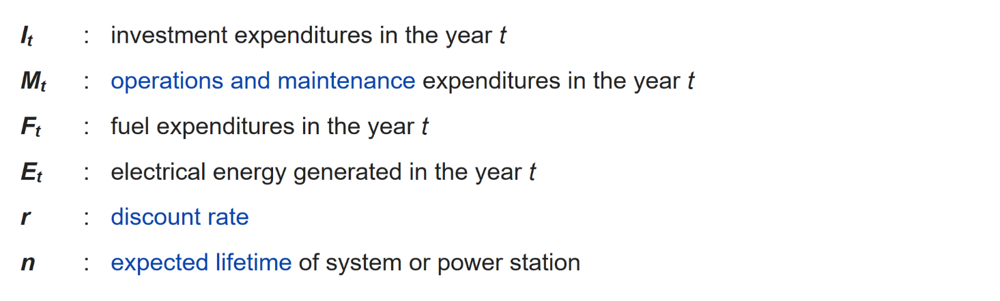 I_t : investment expenditures in the year t
M_t : operations and maintenance expenditures in the year t
F_t : fuel expenditures in the year t
E_t : electrical energy generated in the year t
r : discount rate
n : expected lifetime of system or power station